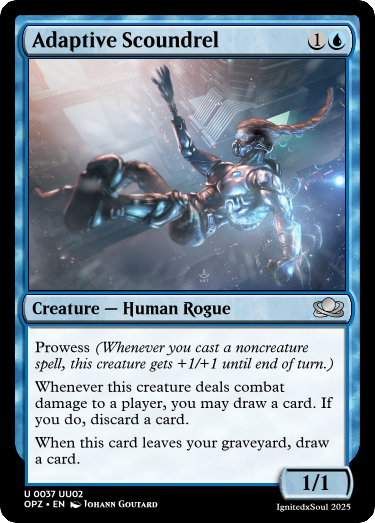 Adaptive Scoundrel 1
Creature — Human Rogue
Prowess (Whenever you cast a noncreature
spell, this creature gets +1/+1 until end of turn.)
Whenever this creature deals combat
damage to a player, you may draw a card. If
you do, discard a card.
When this card leaves your graveyard, draw
a card.
1/1
U 0037 UU02
OPZ • EN Johann Goutard
IgnitedxSoul 2025